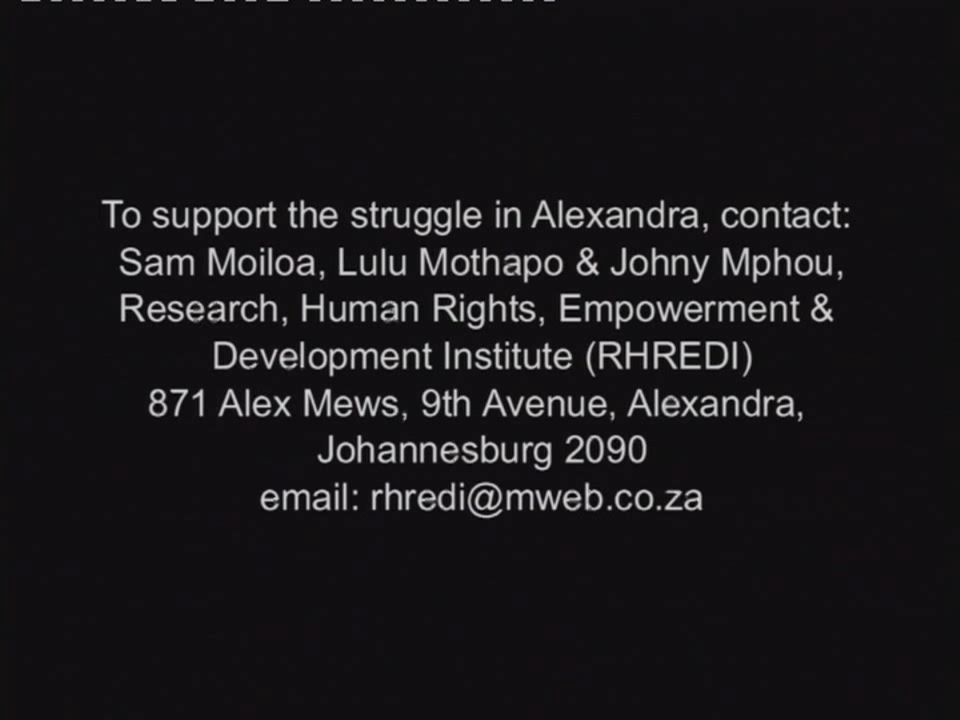 To support the struggle in Alexandra, contact:
Sam Moiloa, Lulu Mothapo & Johny Mphou,
Research, Human Rights, Empowerment &
Development Institute (RHREDI)
871 Alex Mews, 9th Avenue, Alexandra,
Johannesburg 2090
email: rhredi@mweb.co.za